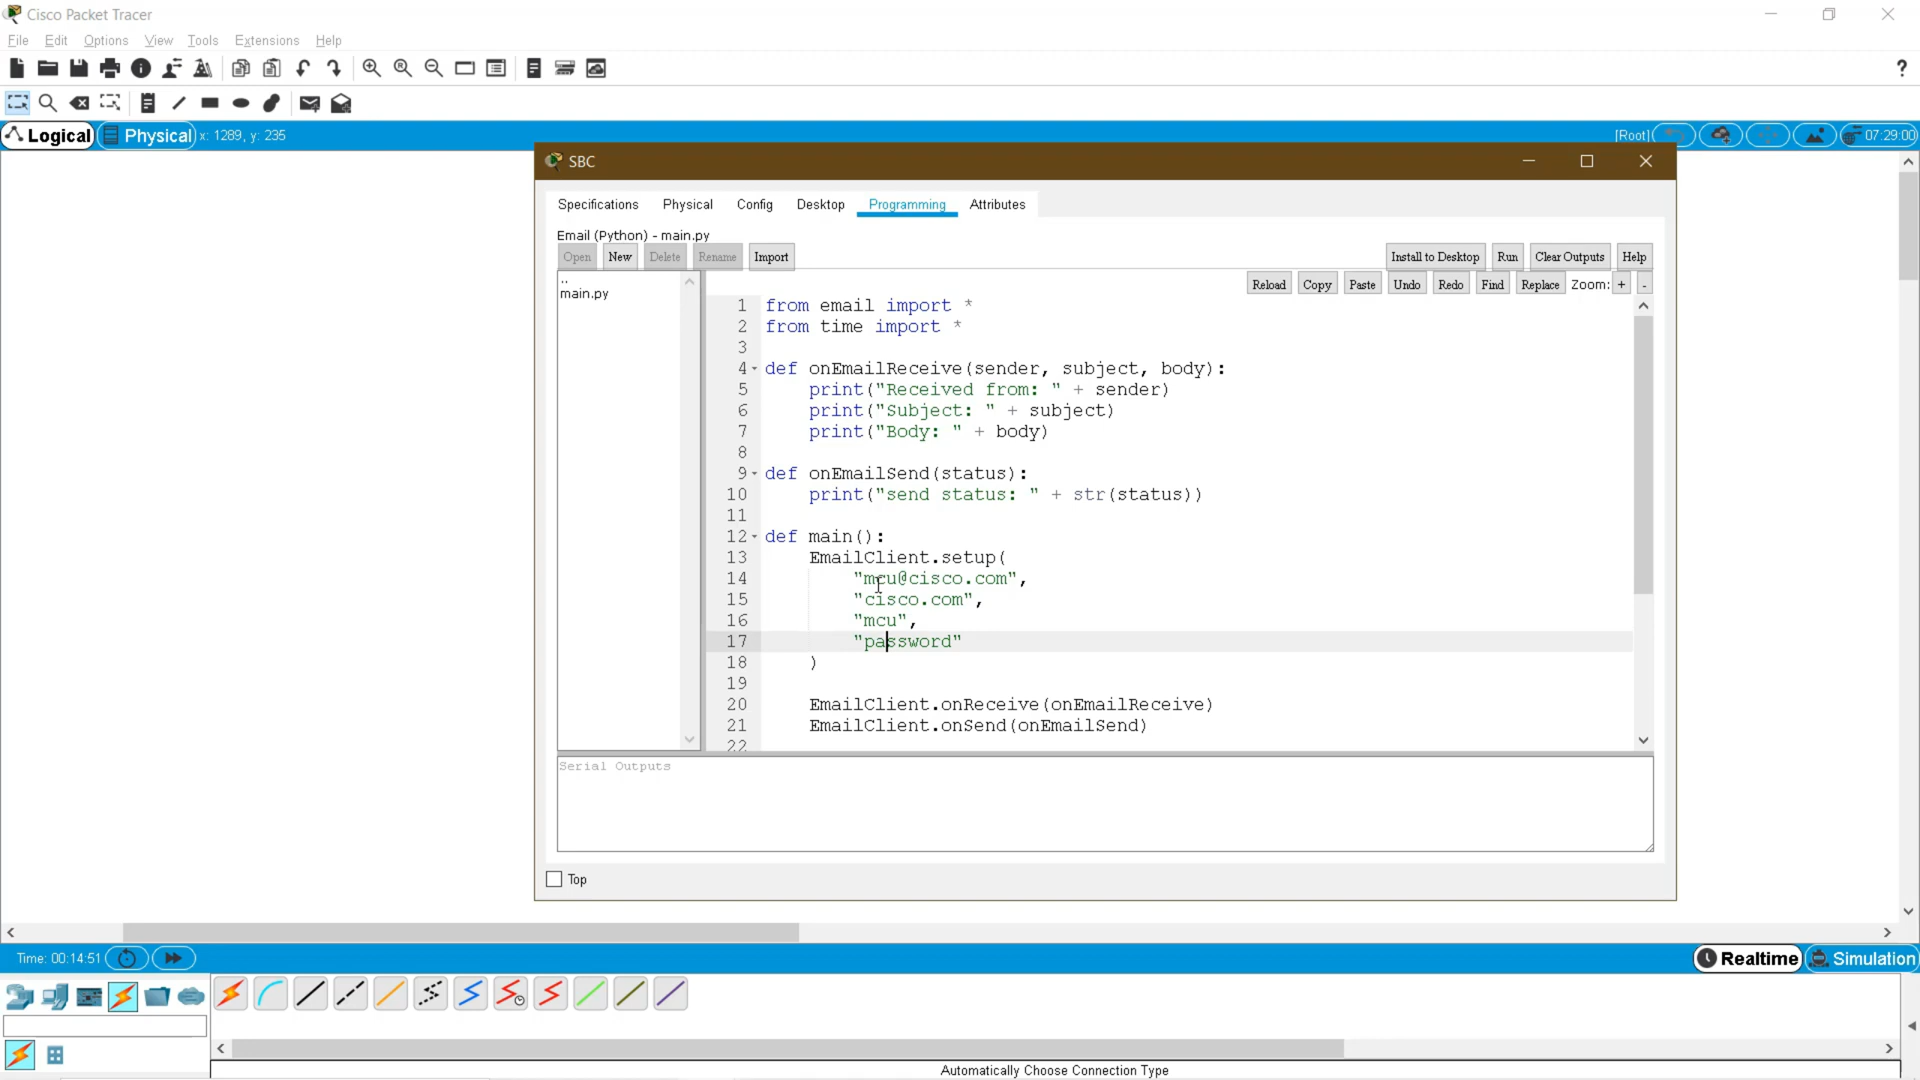 Cisco Packet Tracer
File Edit Options View Tools Extensions Help
?
Logical Physical x: 1289, y: 235 [Root] 07:29:00
SBC
Specifications Physical Config Desktop Programming Attributes
Email (Python) - main.py
Open New Delete Rename Import Install to Desktop Run Clear Outputs Help
Reload Copy Paste Undo Redo Find Replace Zoom: + -
..
main.py
1 from email import *
2 from time import *
3
4 def onEmailReceive(sender, subject, body):
5 print("Received from: " + sender)
6 print("Subject: " + subject)
7 print("Body: " + body)
8
9 def onEmailSend(status):
10 print("send status: " + str(status))
11
12 def main():
13 EmailClient.setup(
14 "mcu@cisco.com",
15 "cisco.com",
16 "mcu",
17 "password"
18 )
19
20 EmailClient.onReceive(onEmailReceive)
21 EmailClient.onSend(onEmailSend)
22
Serial Outputs
Top
Time: 00:14:51 Realtime Simulation
Automatically Choose Connection Type